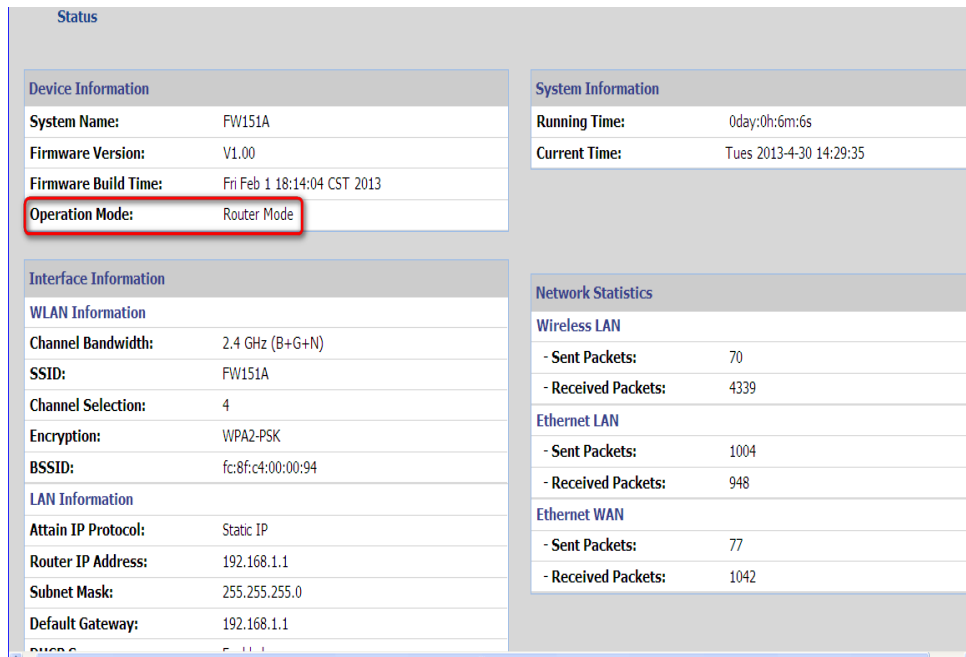 Status
Device Information
System Name: FW151A
Firmware Version: V1.00
Firmware Build Time: Fri Feb 1 18:14:04 CST 2013
Operation Mode: Router Mode
Interface Information
WLAN Information
Channel Bandwidth: 2.4 GHz (B+G+N)
SSID: FW151A
Channel Selection: 4
Encryption: WPA2-PSK
BSSID: fc:8f:c4:00:00:94
LAN Information
Attain IP Protocol: Static IP
Router IP Address: 192.168.1.1
Subnet Mask: 255.255.255.0
Default Gateway: 192.168.1.1
System Information
Running Time: 0day:0h:6m:6s
Current Time: Tues 2013-4-30 14:29:35
Network Statistics
Wireless LAN
- Sent Packets: 70
- Received Packets: 4339
Ethernet LAN
- Sent Packets: 1004
- Received Packets: 948
Ethernet WAN
- Sent Packets: 77
- Received Packets: 1042